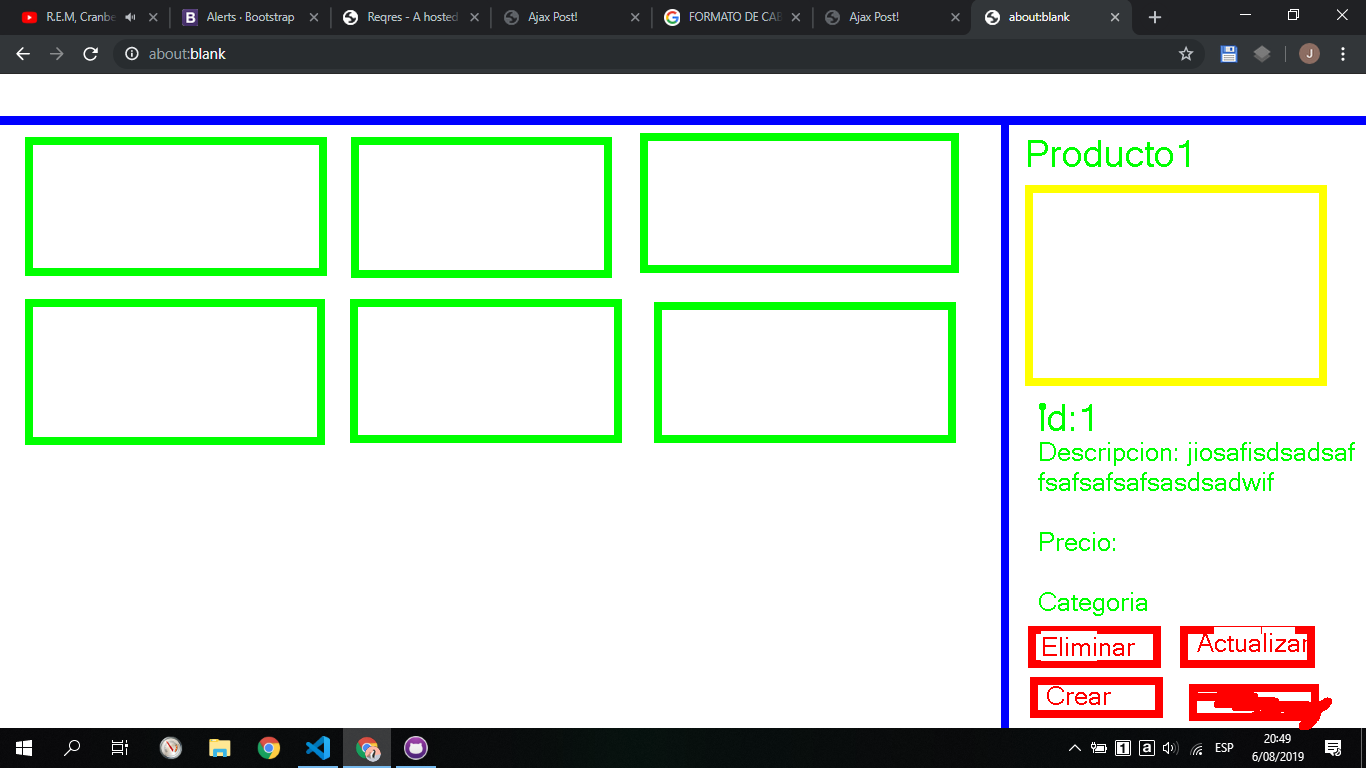 R.E.M, Cranbe
Alerts · Bootstrap
Reqres - A hosted
Ajax Post!
FORMATO DE CAB
Ajax Post!
about:blank
about:blank
J
Producto1
id:1
Descripcion: jiosafisdsadsaf
fsafsafsafsasdsadwif
Precio:
Categoria
Eliminar
Actualizar
Crear
ESP
20:49
6/08/2019